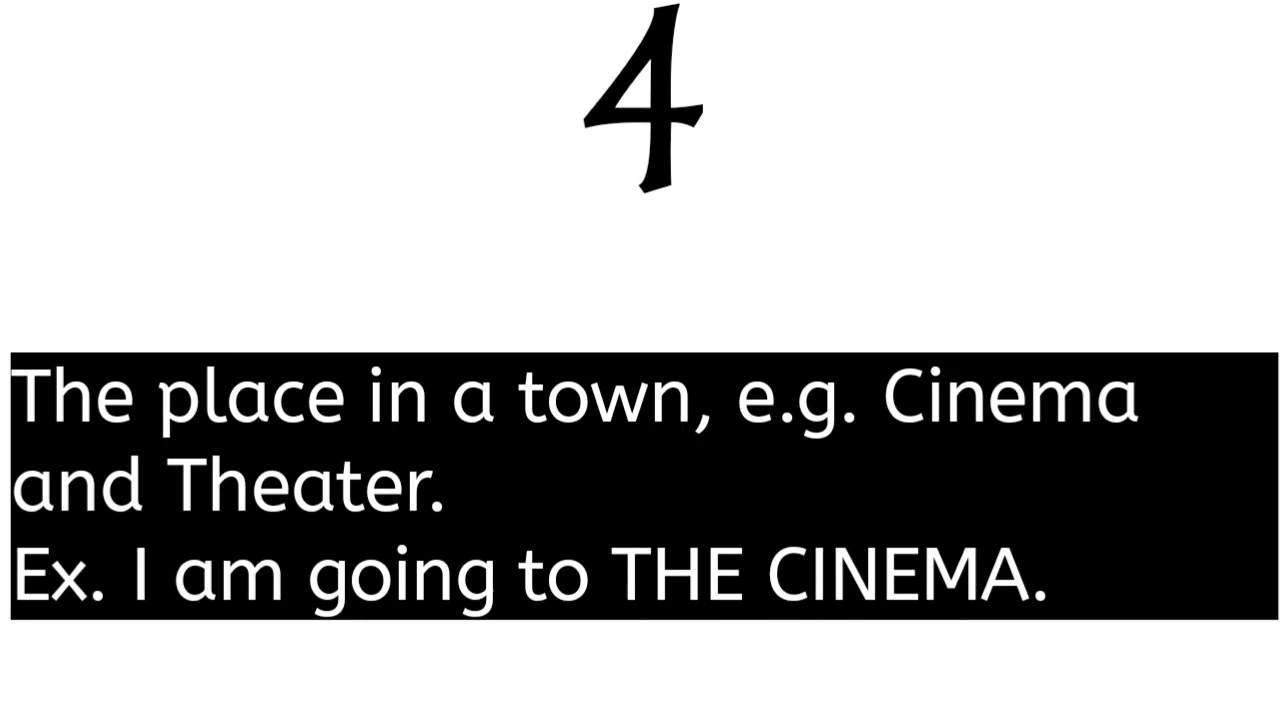 4
The place in a town, e.g. Cinema
and Theater.
Ex. I am going to THE CINEMA.